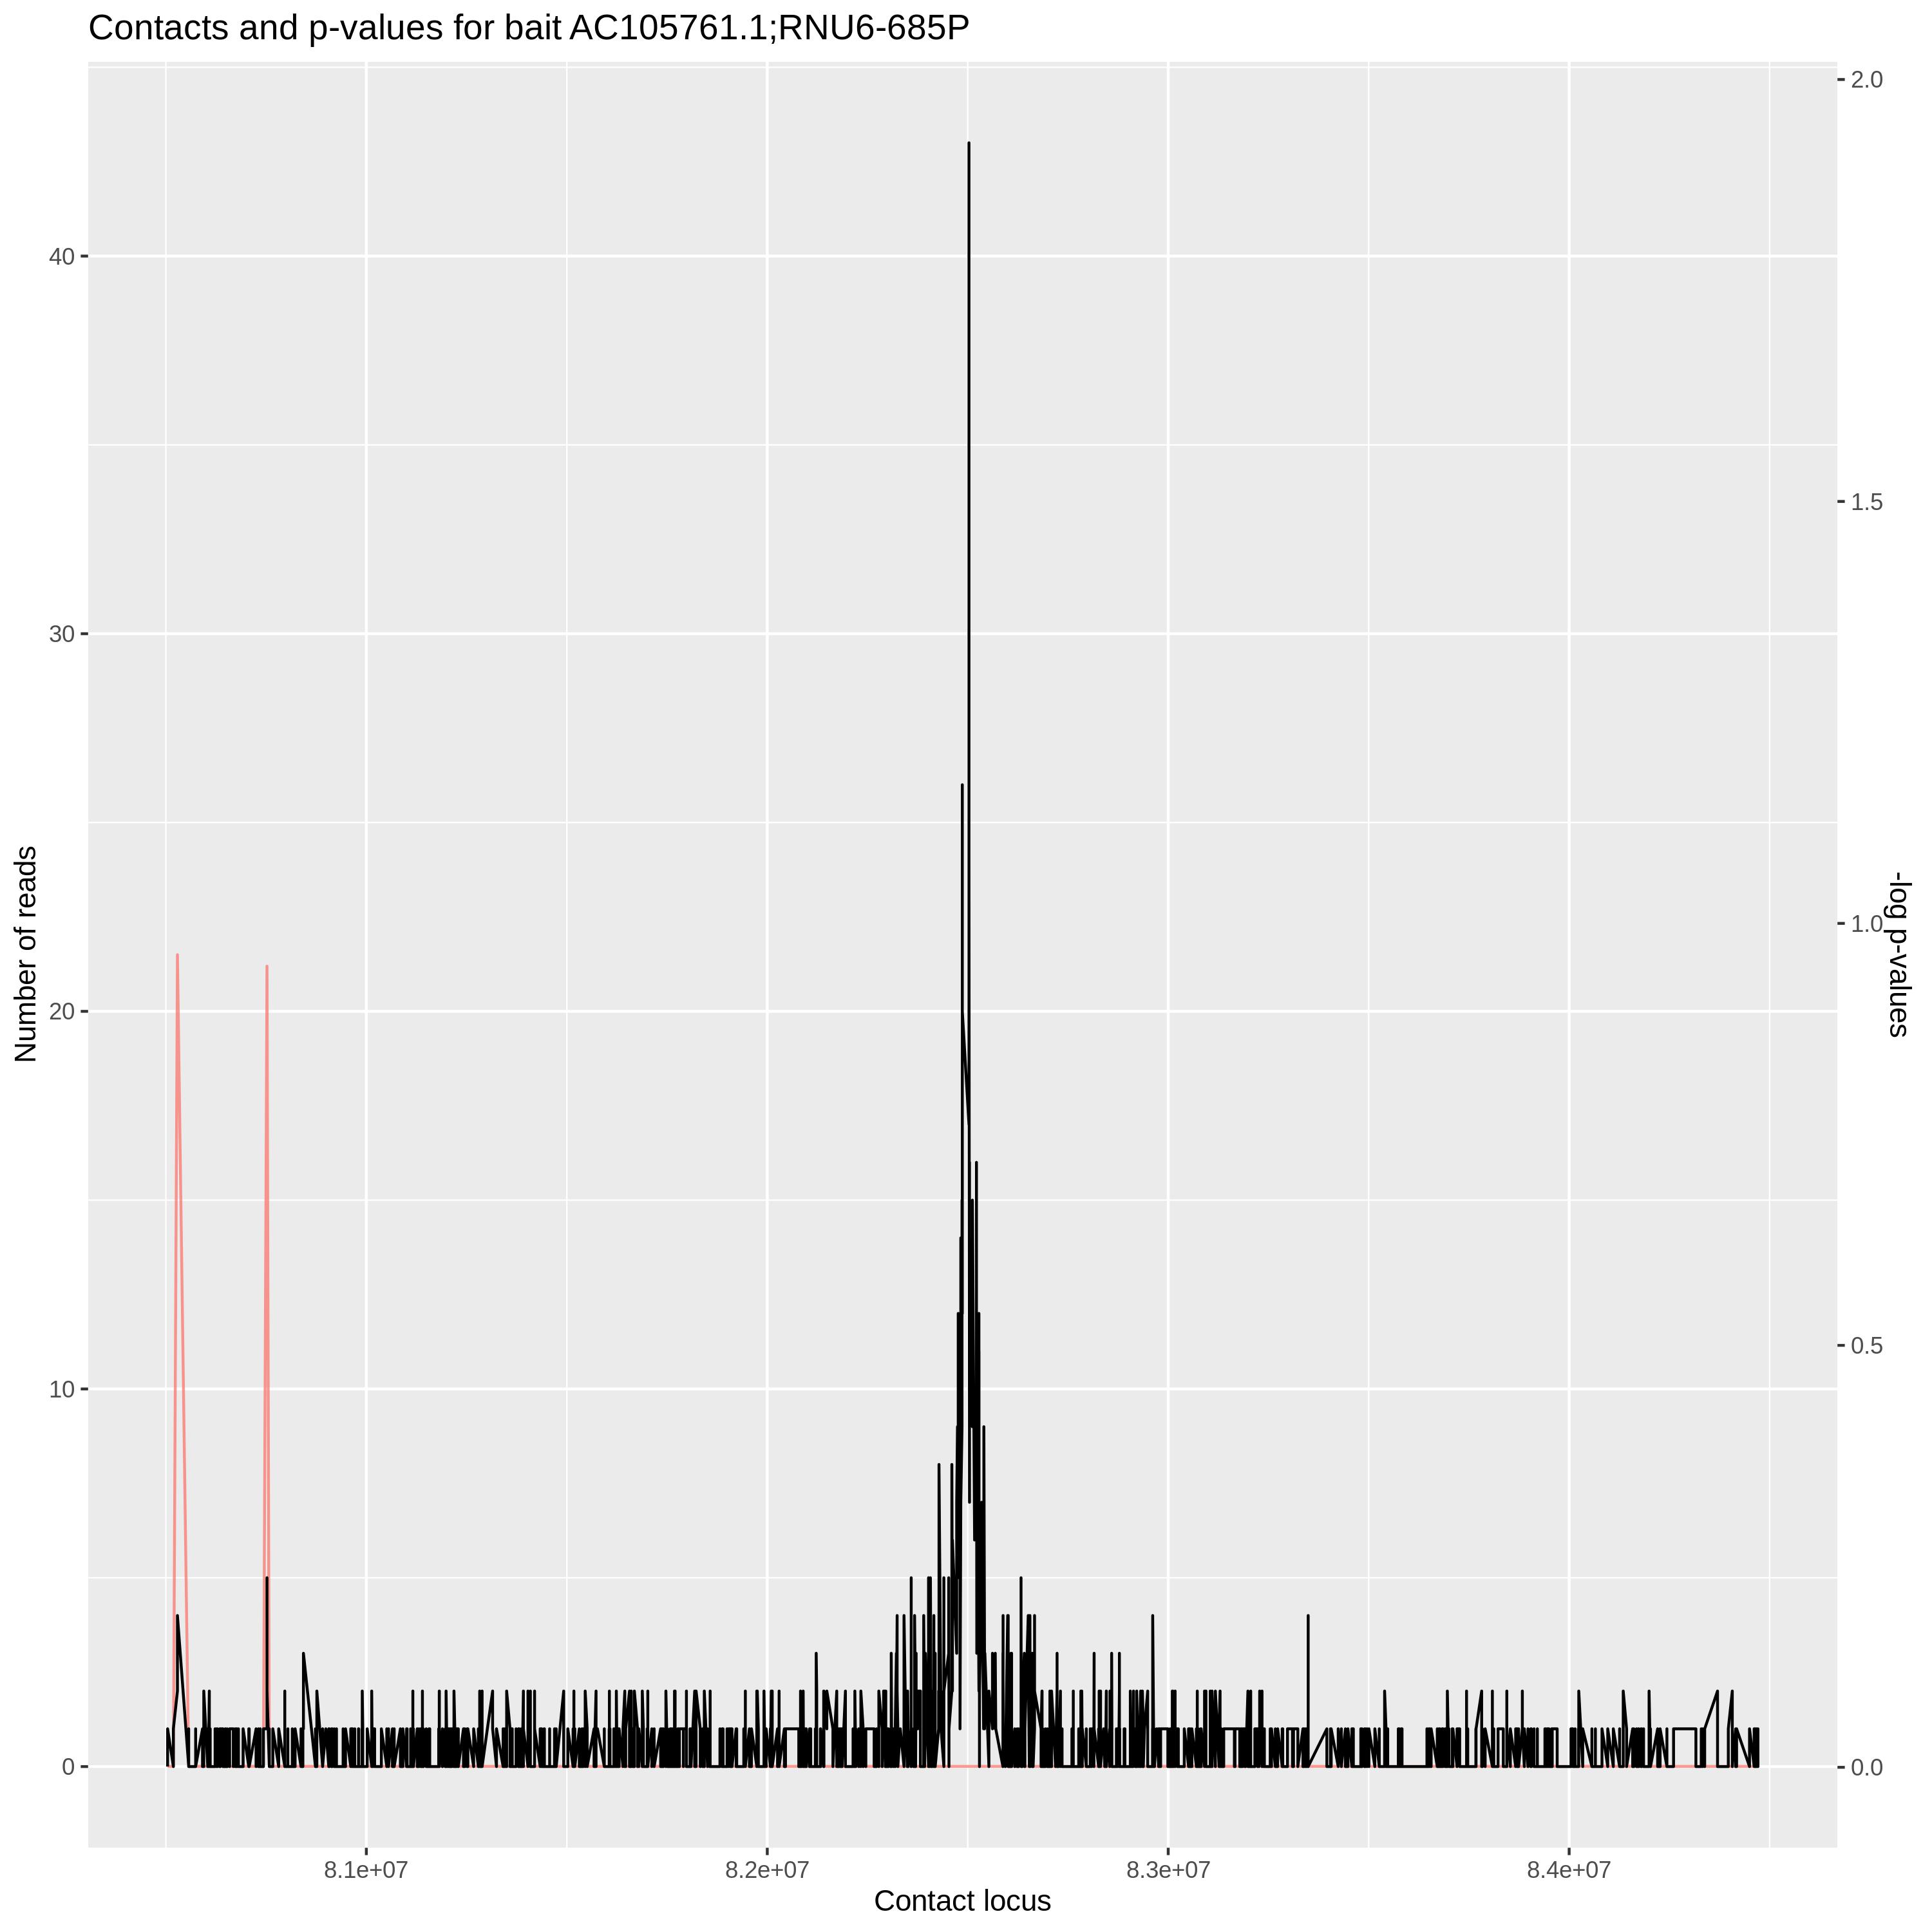 Contacts and p-values for bait AC105761.1;RNU6-685P
Number of reads
40
30
20
10
0
2.0
1.5
1.0
0.5
0.0
-log p-values
8.1e+07
8.2e+07
8.3e+07
8.4e+07
Contact locus